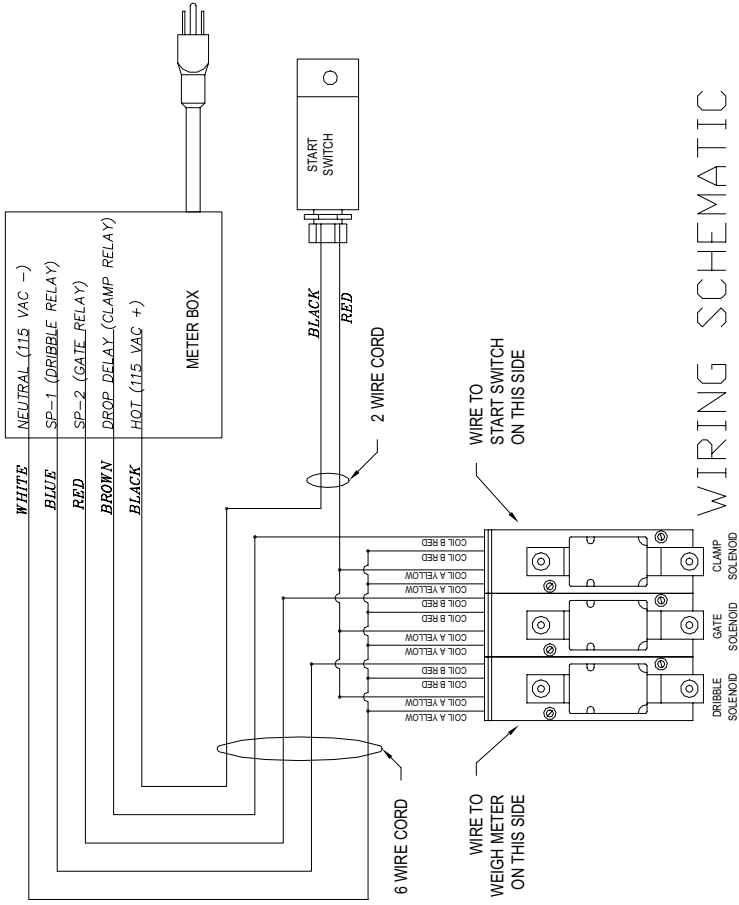 NEUTRAL (115 VAC -)
SP-1 (DRIBBLE RELAY)
SP-2 (GATE RELAY)
DROP DELAY (CLAMP RELAY)
HOT (115 VAC +)
METER BOX
WHITE
BLUE
RED
BROWN
BLACK
START
SWITCH
BLACK
RED
2 WIRE CORD
WIRE TO
START SWITCH
ON THIS SIDE
COIL B RED
COIL B RED
COIL A YELLOW
COIL A YELLOW
COIL B RED
COIL B RED
COIL A YELLOW
COIL A YELLOW
COIL B RED
COIL B RED
COIL A YELLOW
COIL A YELLOW
6 WIRE CORD
WIRE TO
WEIGH METER
ON THIS SIDE
DRIBBLE
SOLENOID
GATE
SOLENOID
CLAMP
SOLENOID
WIRING SCHEMATIC